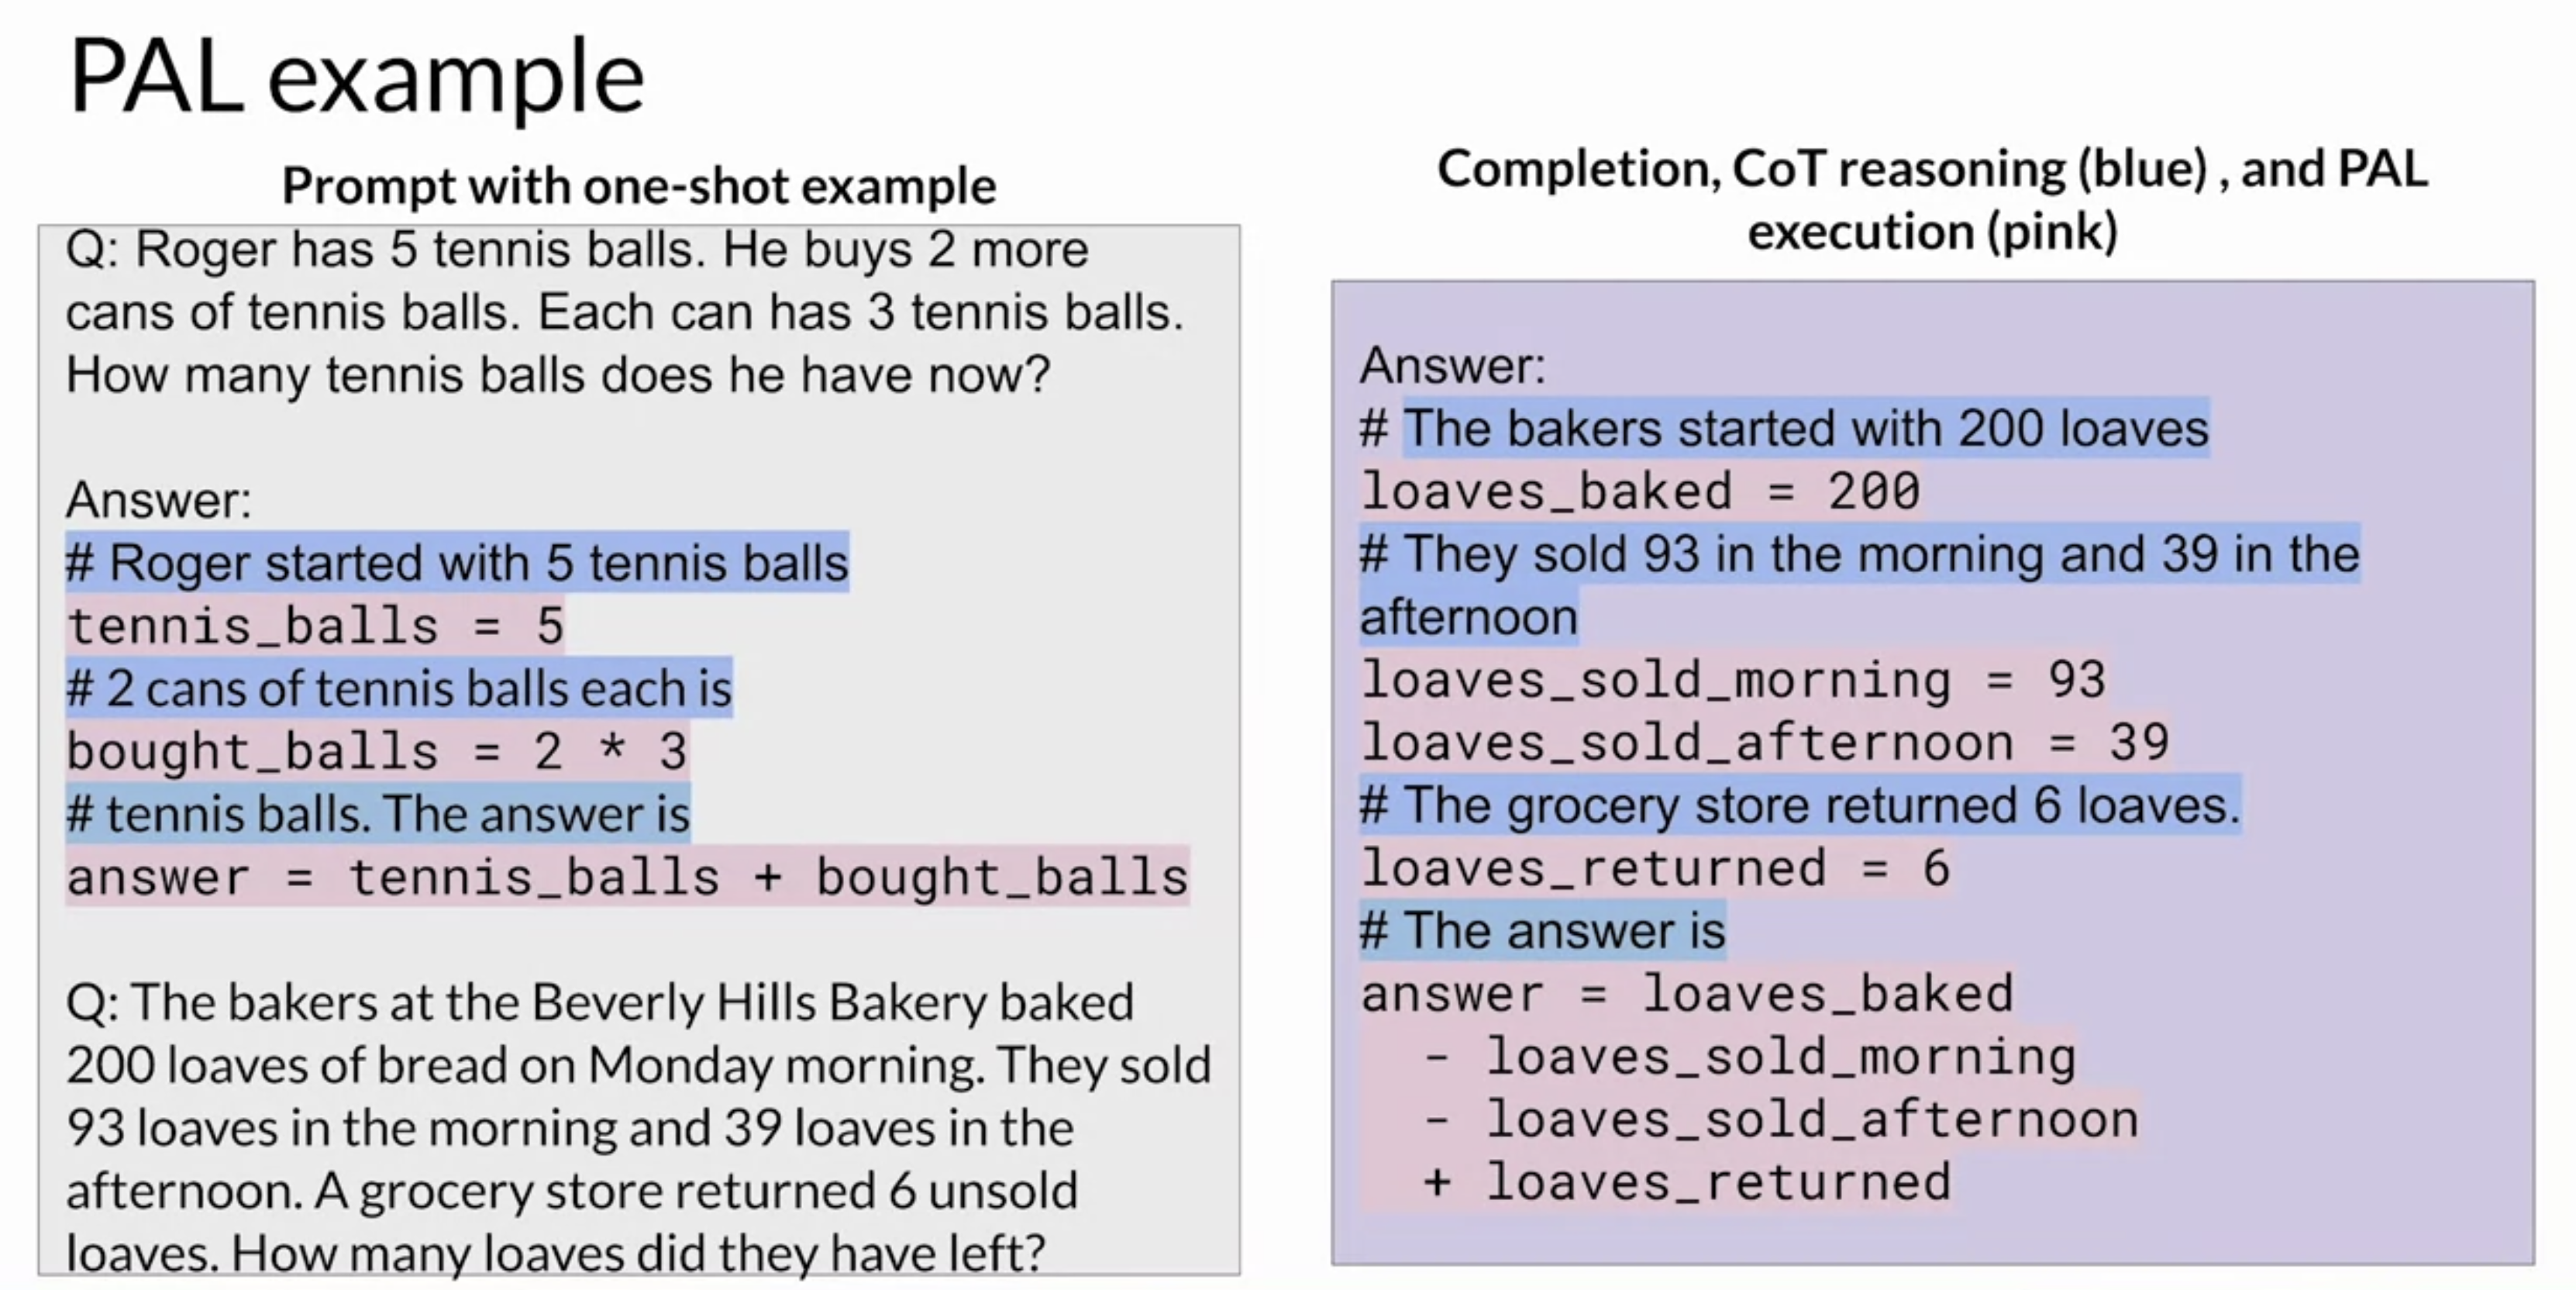 PAL example
Prompt with one-shot example
Q: Roger has 5 tennis balls. He buys 2 more
cans of tennis balls. Each can has 3 tennis balls.
How many tennis balls does he have now?
Answer:
# Roger started with 5 tennis balls
tennis_balls = 5
# 2 cans of tennis balls each is
bought_balls = 2 * 3
# tennis balls. The answer is
answer = tennis_balls + bought_balls
Q: The bakers at the Beverly Hills Bakery baked
200 loaves of bread on Monday morning. They sold
93 loaves in the morning and 39 loaves in the
afternoon. A grocery store returned 6 unsold
loaves. How many loaves did they have left?
Completion, CoT reasoning (blue) , and PAL
execution (pink)
Answer:
# The bakers started with 200 loaves
loaves_baked = 200
# They sold 93 in the morning and 39 in the
afternoon
loaves_sold_morning = 93
loaves_sold_afternoon = 39
# The grocery store returned 6 loaves.
loaves_returned = 6
# The answer is
answer = loaves_baked
- loaves_sold_morning
- loaves_sold_afternoon
+ loaves_returned